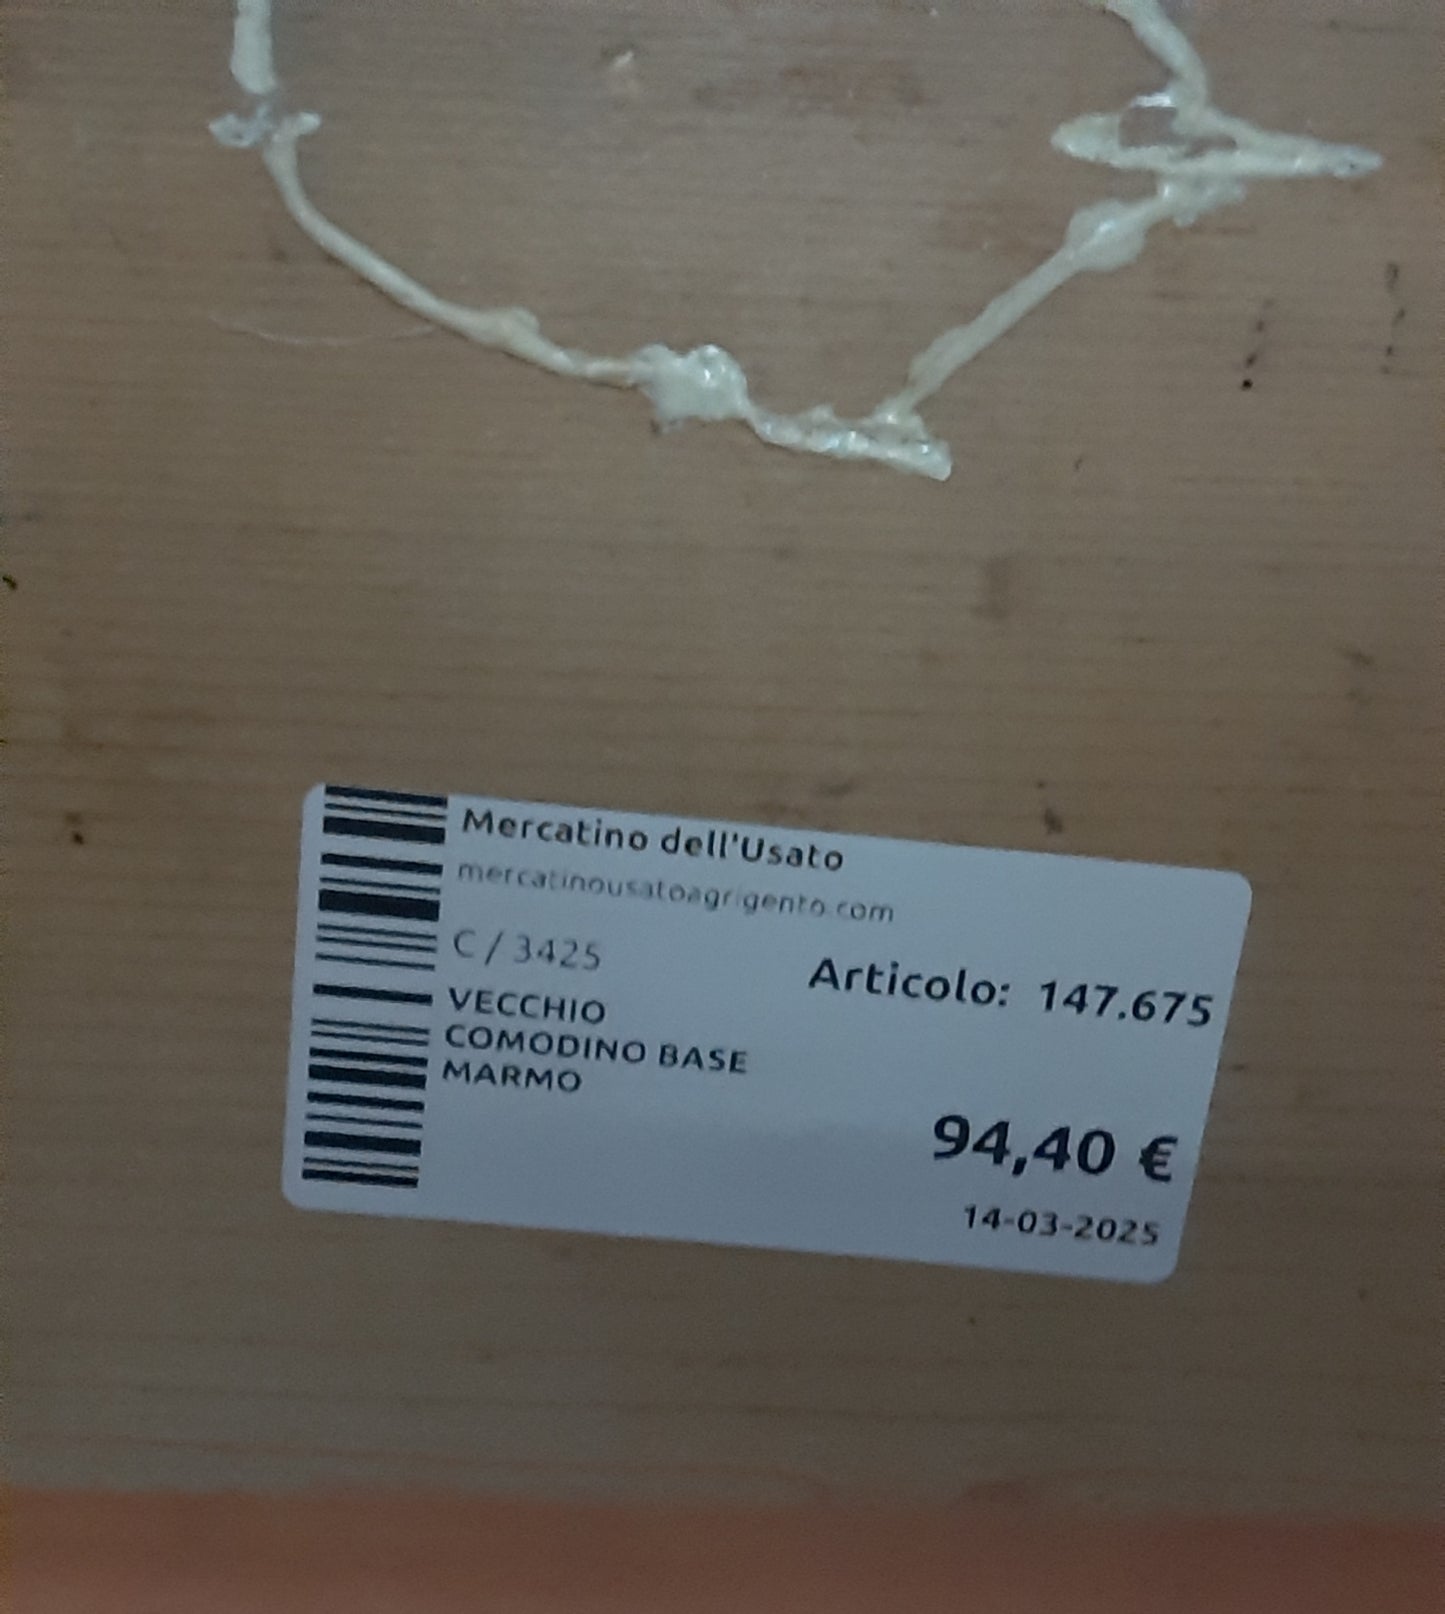 Mercatino dell'Usato
mercatinousatoagrigento.com
C / 3425
Articolo: 147.675
VECCHIO
COMODINO BASE
MARMO
94,40 €
14-03-2025